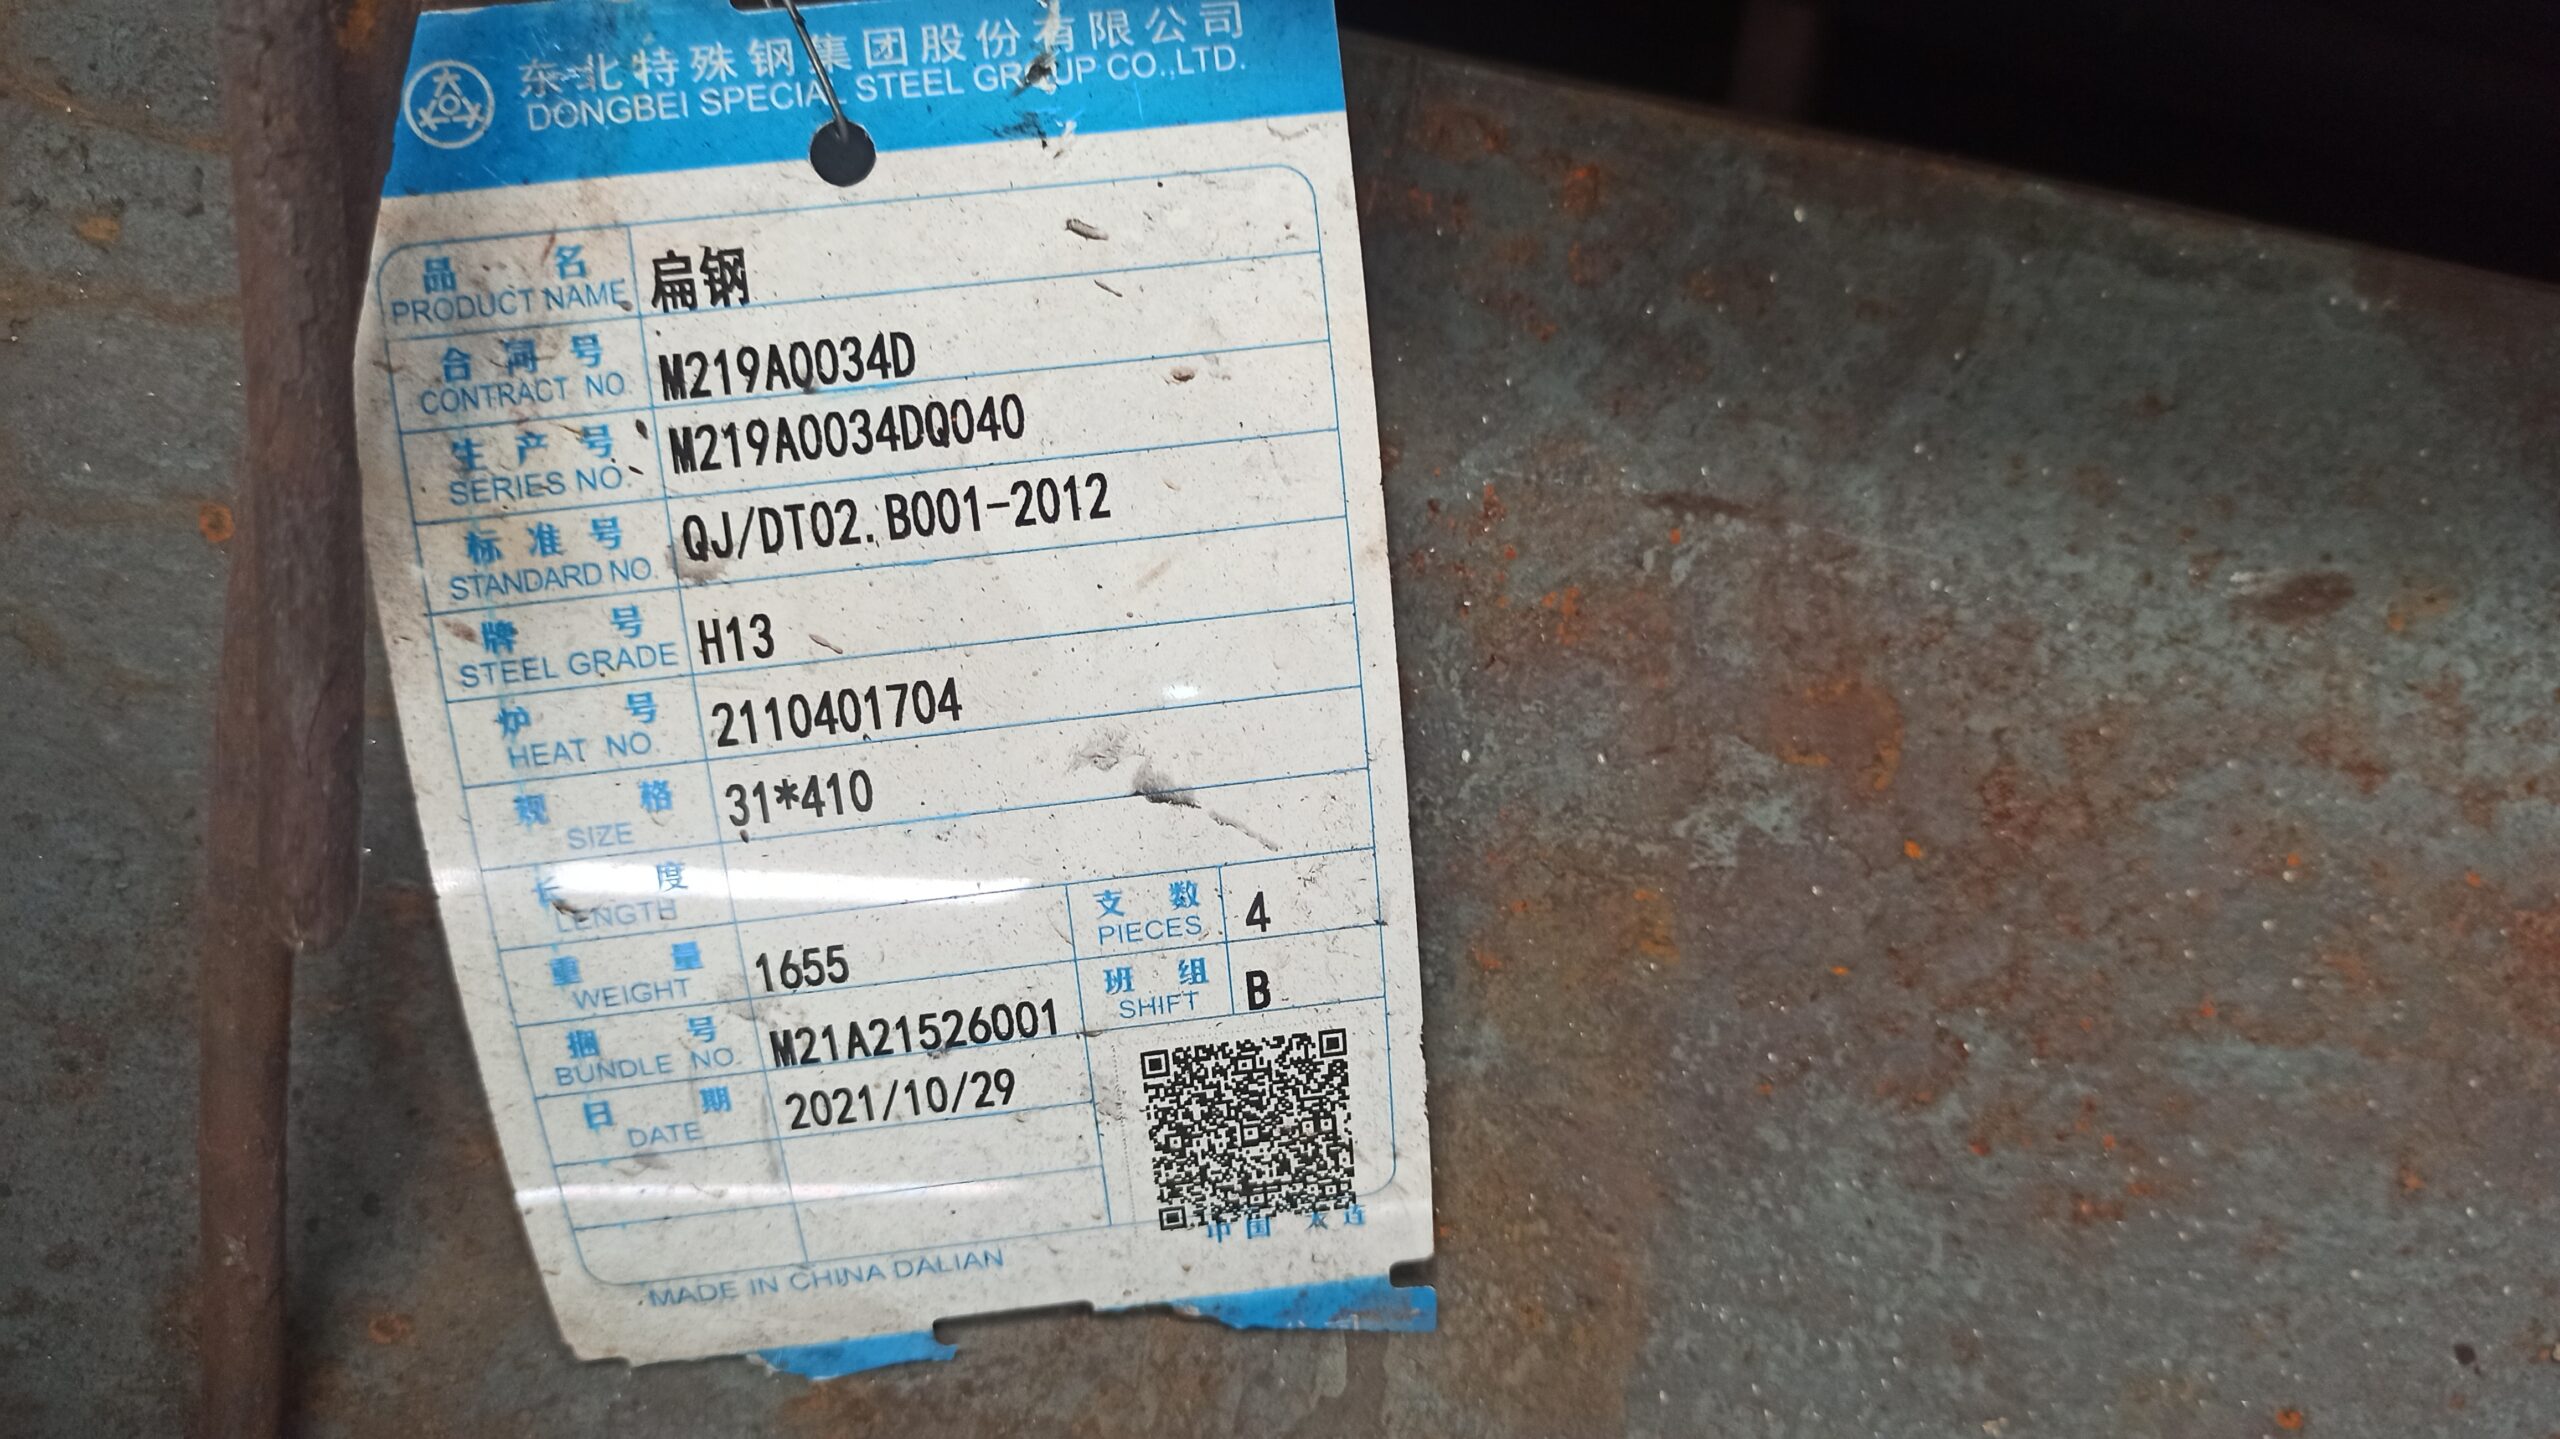 东北特殊钢集团股份有限公司
DONGBEI SPECIAL STEEL GROUP CO.,LTD.
品名 扁钢
PRODUCT NAME
合同号 M219A0034D
CONTRACT NO.
生产号 M219A0034DQ040
SERIES NO.
标准号 QJ/DT02.B001-2012
STANDARD NO.
牌号 H13
STEEL GRADE
炉号 2110401704
HEAT NO.
规格 31*410
SIZE
长度
LENGTH
支数 4
PIECES
重量 1655
WEIGHT
班组 B
SHIFT
捆号 M21A21526001
BUNDLE NO.
日期 2021/10/29
DATE
中国 大连
MADE IN CHINA DALIAN